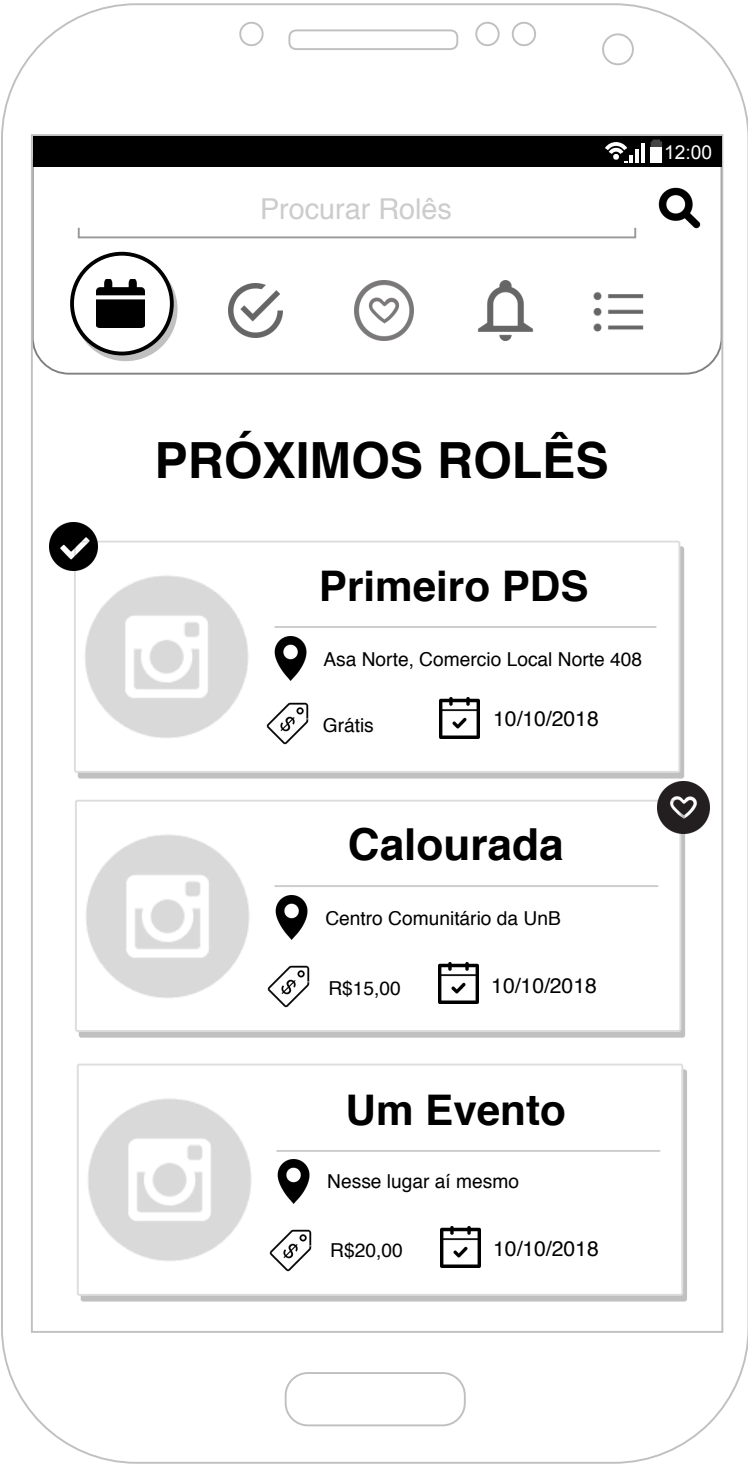 12:00
Procurar Rolês
PRÓXIMOS ROLÊS
Primeiro PDS
Asa Norte, Comercio Local Norte 408
Grátis
10/10/2018
Calourada
Centro Comunitário da UnB
R$15,00
10/10/2018
Um Evento
Nesse lugar aí mesmo
R$20,00
10/10/2018